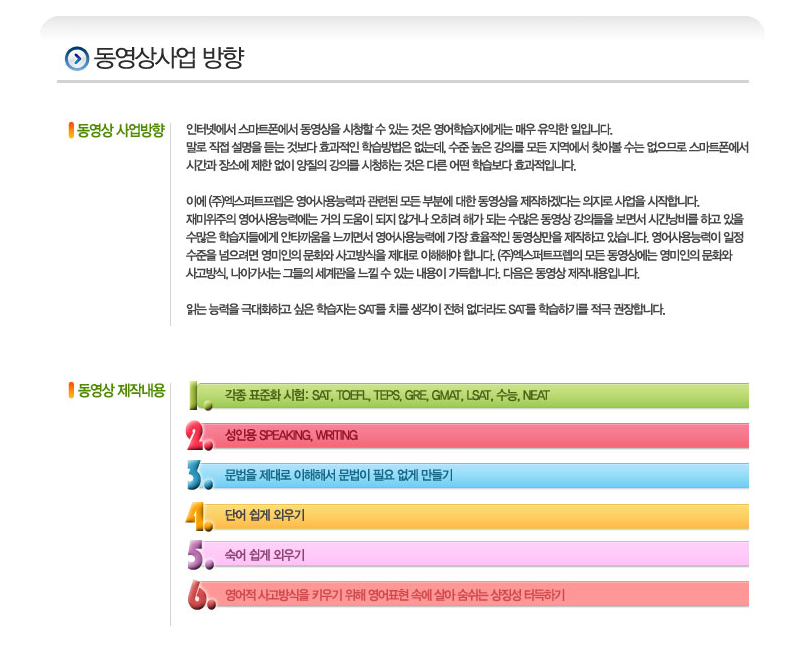 동영상사업 방향
동영상 사업방향
인터넷에서 스마트폰에서 동영상을 시청할 수 있는 것은 영어학습자에게는 매우 유익한 일입니다.
말로 직접 설명을 듣는 것보다 효과적인 학습방법은 없는데, 수준 높은 강의를 모든 지역에서 찾아볼 수는 없으므로 스마트폰에서
시간과 장소에 제한 없이 양질의 강의를 시청하는 것은 다른 어떤 학습보다 효과적입니다.
이에 (주)엑스퍼트프렙은 영어사용능력과 관련된 모든 부분에 대한 동영상을 제작하겠다는 의지로 사업을 시작합니다.
재미위주의 영어사용능력에는 거의 도움이 되지 않거나 오히려 해가 되는 수많은 동영상 강의들을 보면서 시간낭비를 하고 있을
수많은 학습자들에게 안타까움을 느끼면서 영어사용능력에 가장 효율적인 동영상만을 제작하고 있습니다. 영어사용능력이 일정
수준을 넘으려면 영미인의 문화와 사고방식을 제대로 이해해야 합니다. (주)엑스퍼트프렙의 모든 동영상에는 영미인의 문화와
사고방식, 나아가서는 그들의 세계관을 느낄 수 있는 내용이 가득합니다. 다음은 동영상 제작내용입니다.
읽는 능력을 극대화하고 싶은 학습자는 SAT를 치를 생각이 전혀 없더라도 SAT를 학습하기를 적극 권장합니다.
동영상 제작내용
1. 각종 표준화 시험: SAT, TOEFL, TEPS, GRE, GMAT, LSAT, 수능, NEAT
2. 성인용 SPEAKING, WRITING
3. 문법을 제대로 이해해서 문법이 필요 없게 만들기
4. 단어 쉽게 외우기
5. 숙어 쉽게 외우기
6. 영어적 사고방식을 키우기 위해 영어표현 속에 살아 숨쉬는 상징성 터득하기